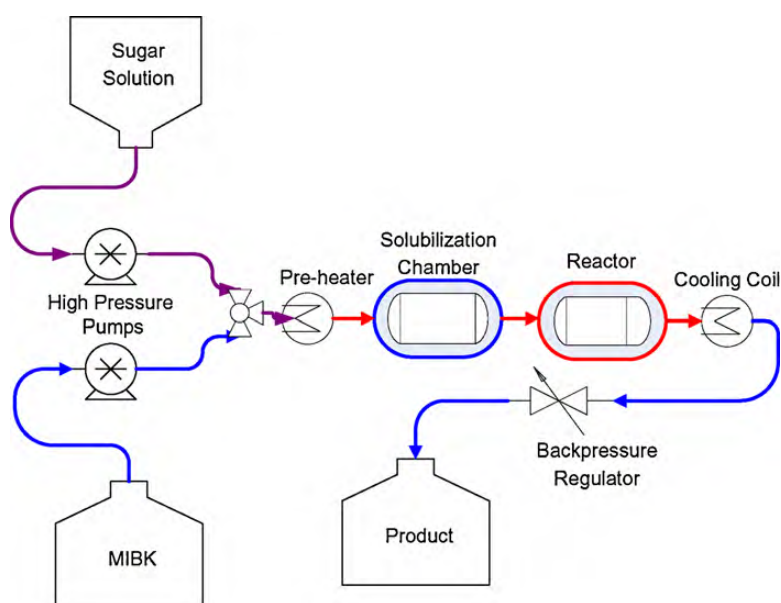 Sugar
Solution
High Pressure
Pumps
Pre-heater
Solubilization
Chamber
Reactor
Cooling Coil
Backpressure
Regulator
Product
MIBK